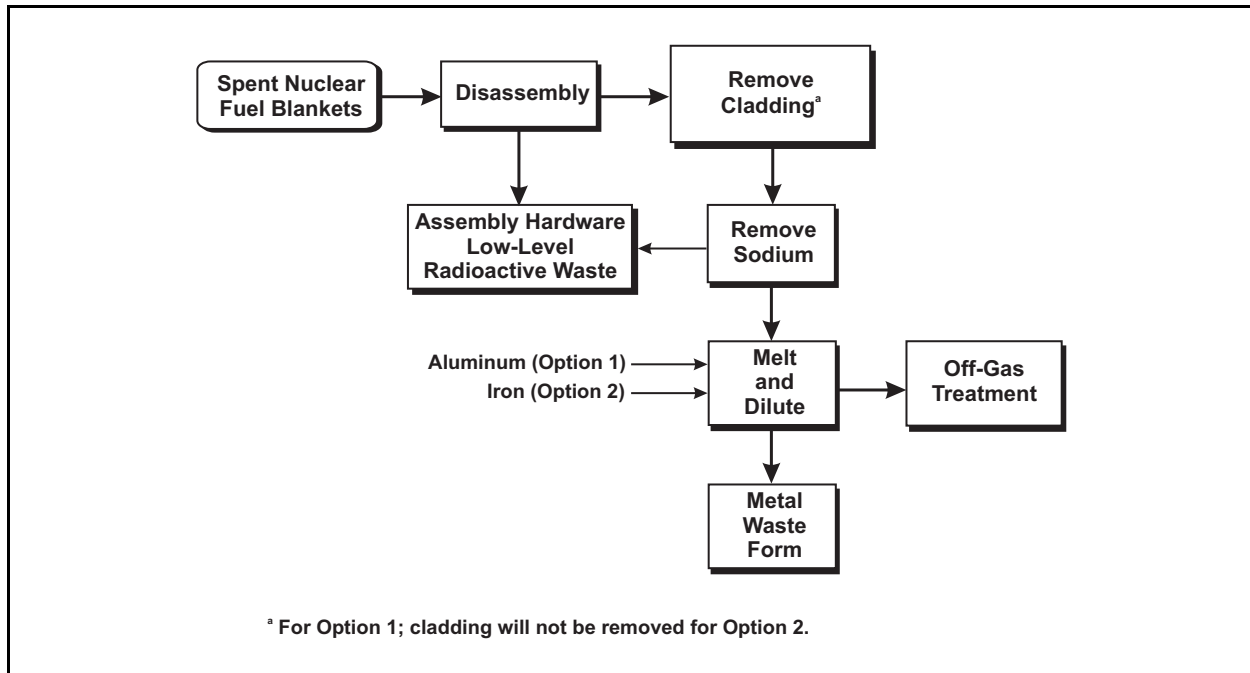 Spent Nuclear
Fuel Blankets
Disassembly
Remove
Claddingᵃ
Assembly Hardware
Low-Level
Radioactive Waste
Remove
Sodium
Aluminum (Option 1)
Iron (Option 2)
Melt
and
Dilute
Off-Gas
Treatment
Metal
Waste
Form
ᵃ For Option 1; cladding will not be removed for Option 2.